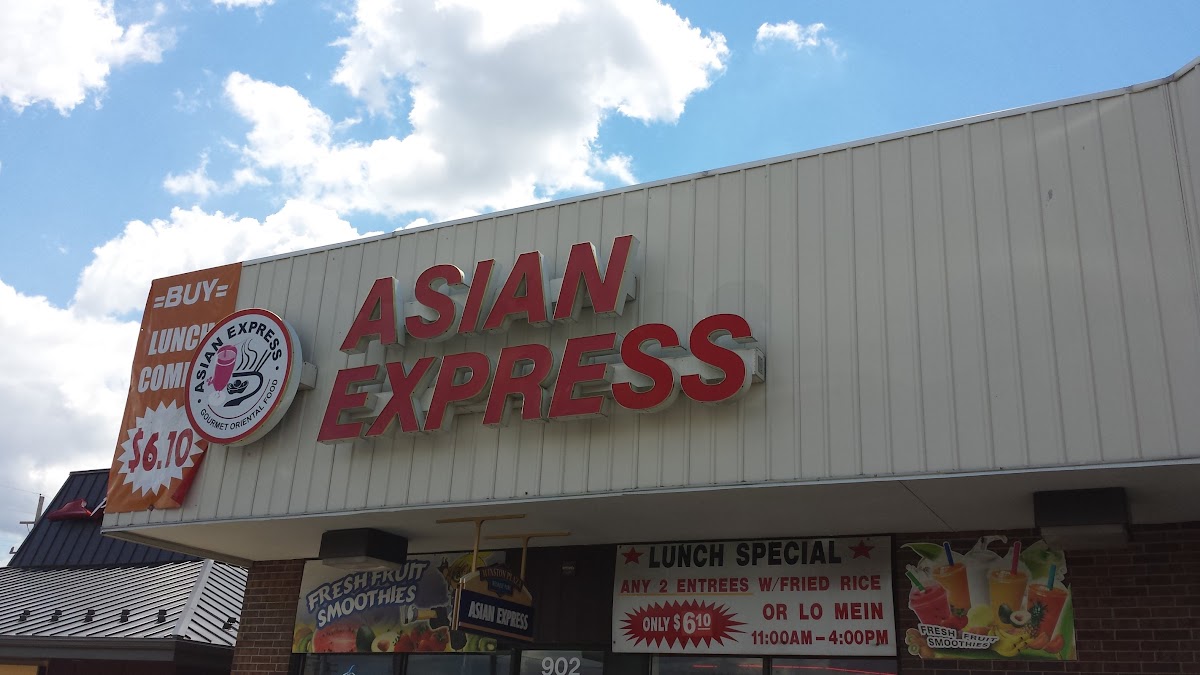 =BUY=
LUNCH
$6.10
ASIAN EXPRESS
GOURMET ORIENTAL FOOD
ASIAN
EXPRESS
FRESH FRUIT
SMOOTHIES
ASIAN EXPRESS
902
★ LUNCH SPECIAL ★
ANY 2 ENTREES W/FRIED RICE
OR LO MEIN
ONLY $6.10
11:00AM – 4:00PM
FRESH FRUIT
SMOOTHIES